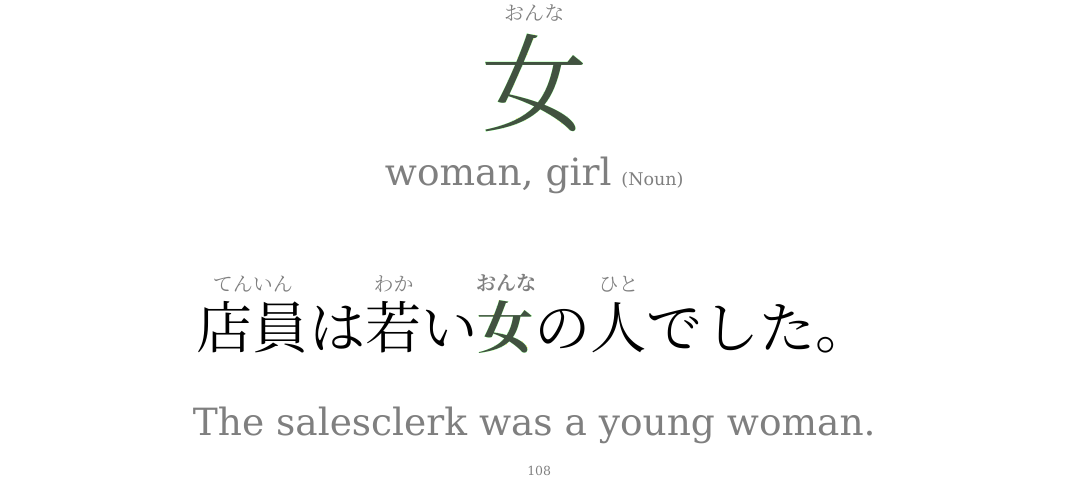 おんな
女
woman, girl (Noun)
てんいん わか おんな ひと
店員は若い女の人でした。
The salesclerk was a young woman.
108